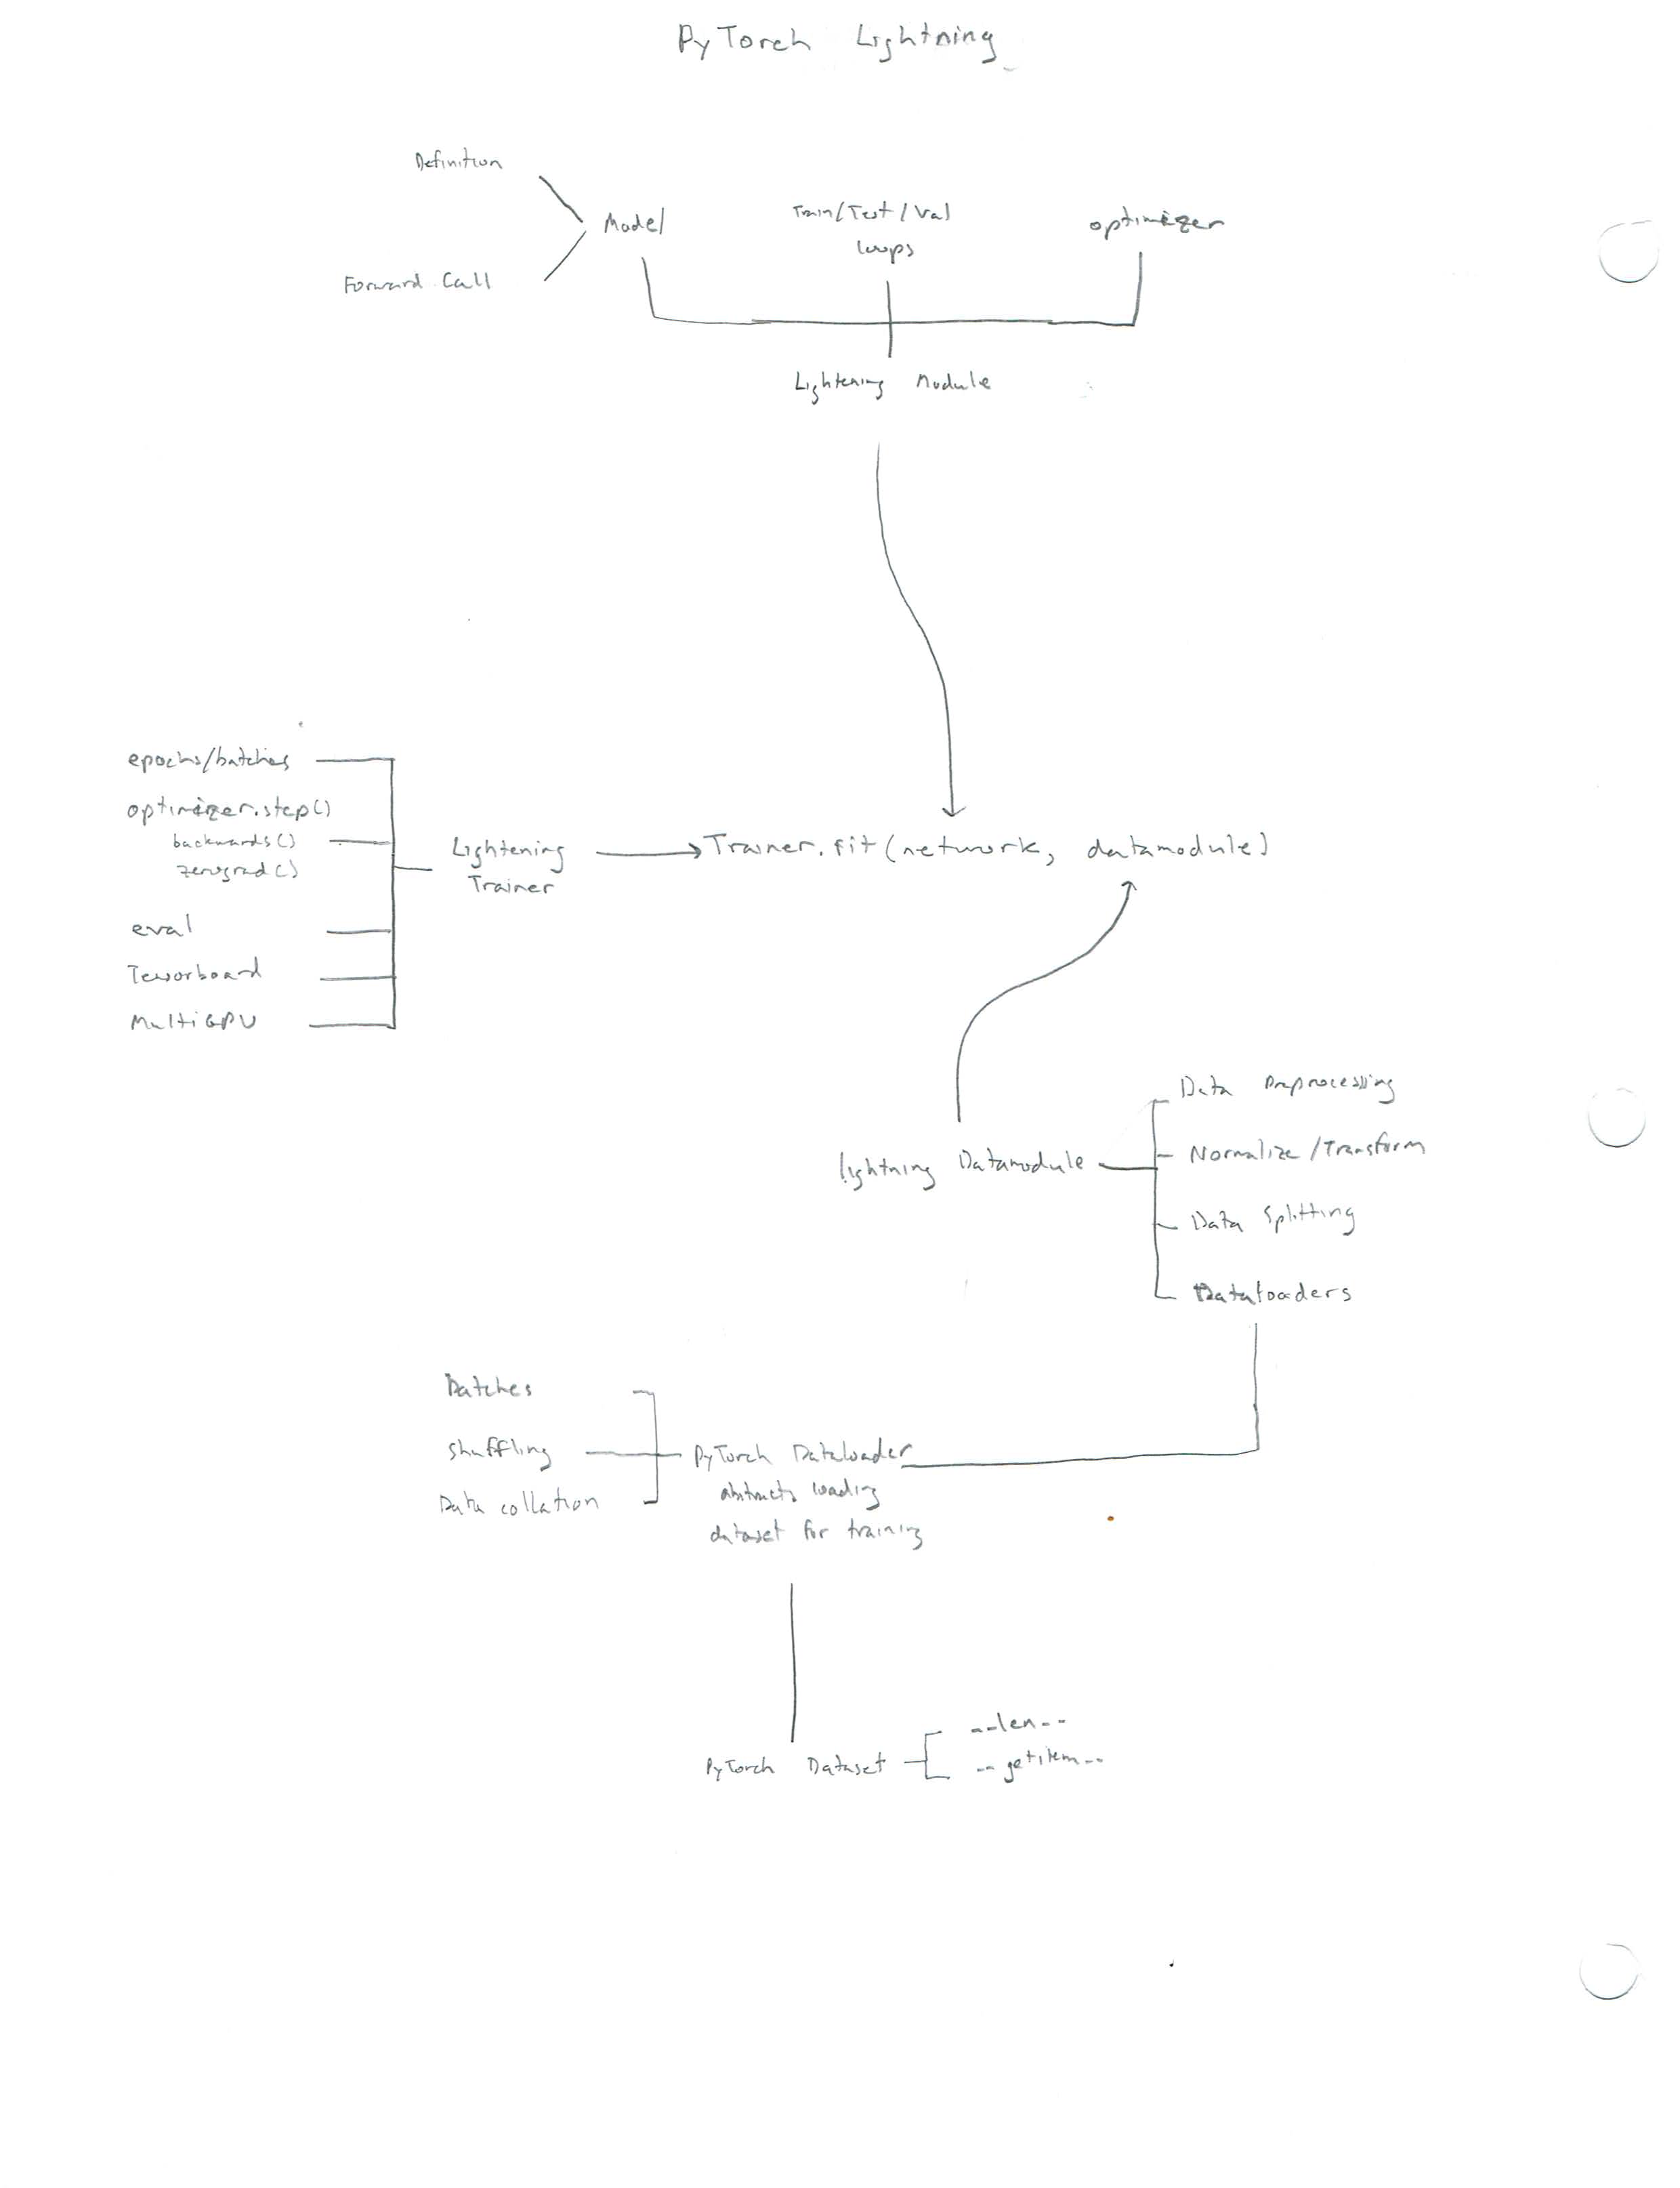 PyTorch Lightning
Definition
Model
Train/Test/Val
loops
optimizer
Forward Call
Lightening Module
epochs/batches
optimizer.step()
backwards()
zerograd()
Lightening
Trainer
Trainer.fit(network, datamodule)
eval
Tensorboard
MultiGPU
Data Preprocessing
lightning Datamodule
Normalize/Transform
Data Splitting
Dataloaders
Batches
Shuffling
Data collation
PyTorch Dataloader
abstracts loading
dataset for training
PyTorch Dataset
--len--
--getitem--